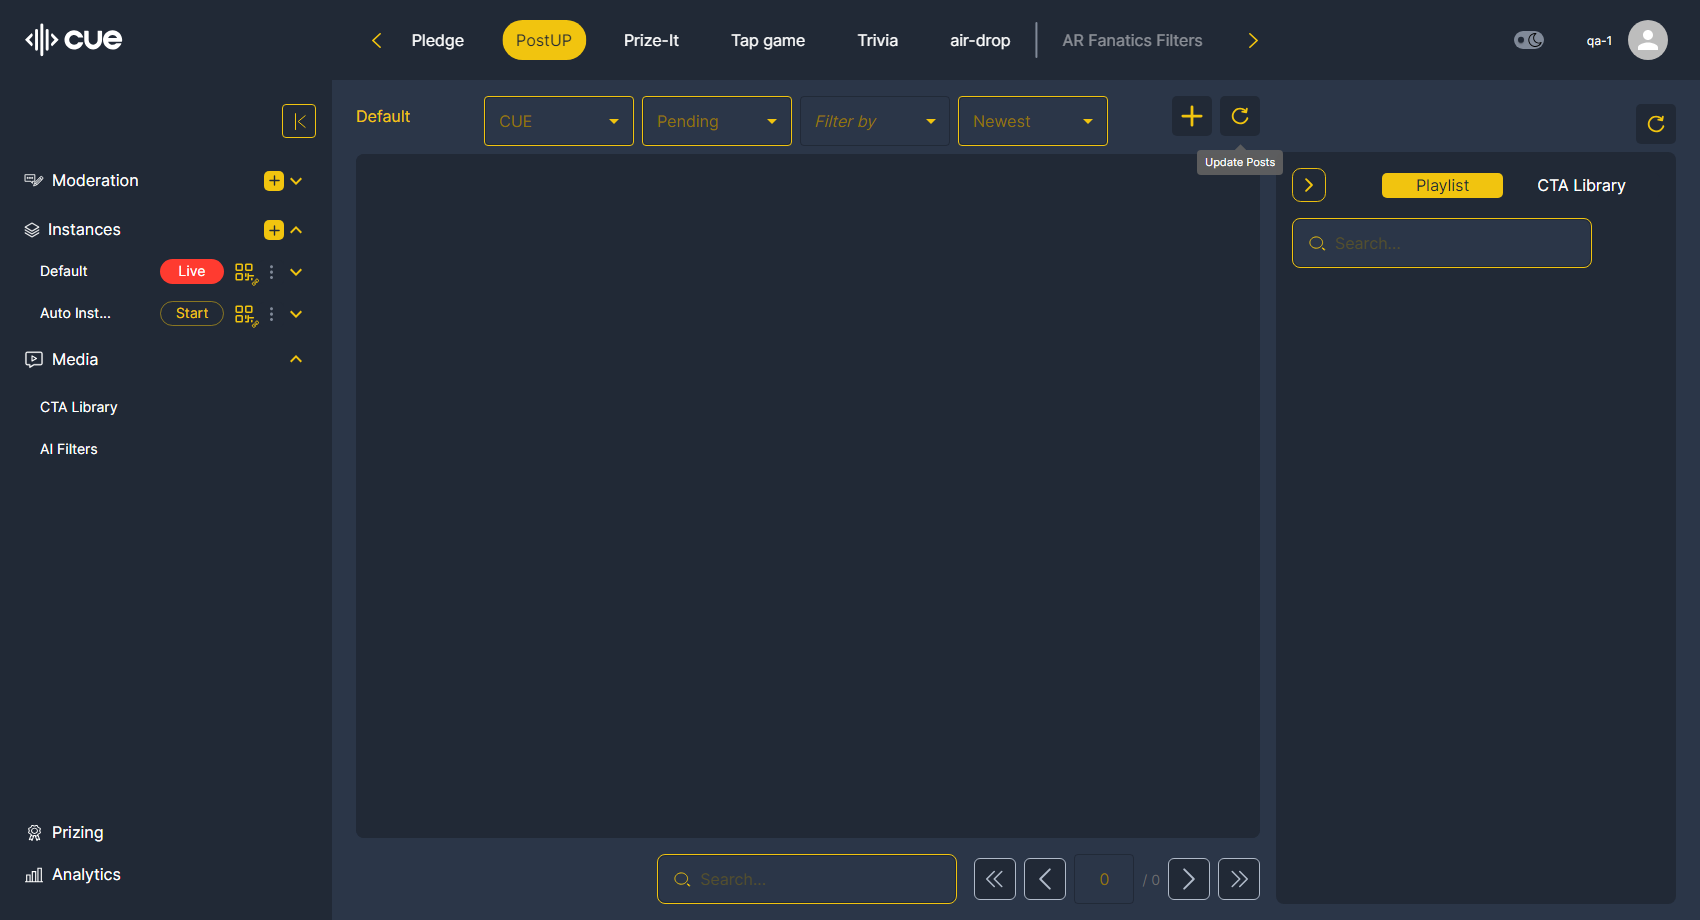 cue
Pledge
PostUP
Prize-It
Tap game
Trivia
air-drop
AR Fanatics Filters
qa-1
Default
CUE
Pending
Filter by
Newest
Update Posts
Moderation
Instances
Default
Live
Auto Inst...
Start
Media
CTA Library
AI Filters
Prizing
Analytics
Playlist
CTA Library
Search...
Search...
0
/ 0